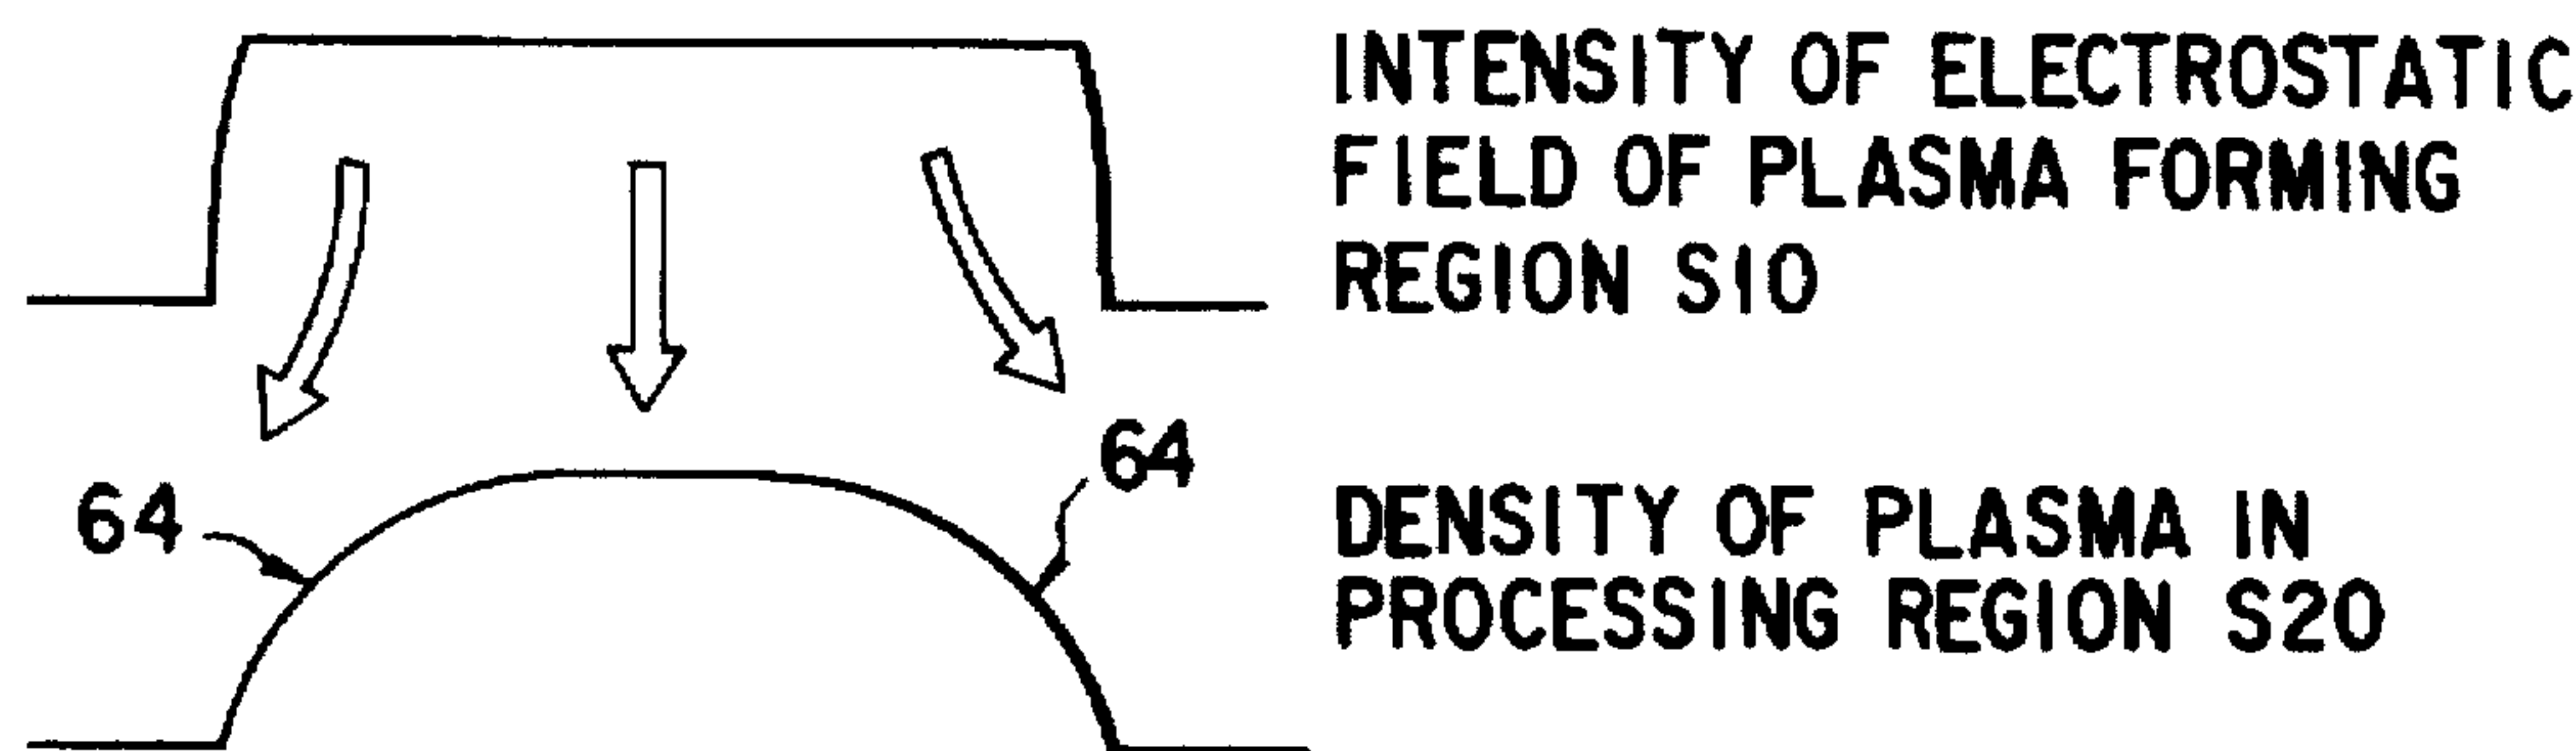 INTENSITY OF ELECTROSTATIC
FIELD OF PLASMA FORMING
REGION S10
64
64
DENSITY OF PLASMA IN
PROCESSING REGION S20